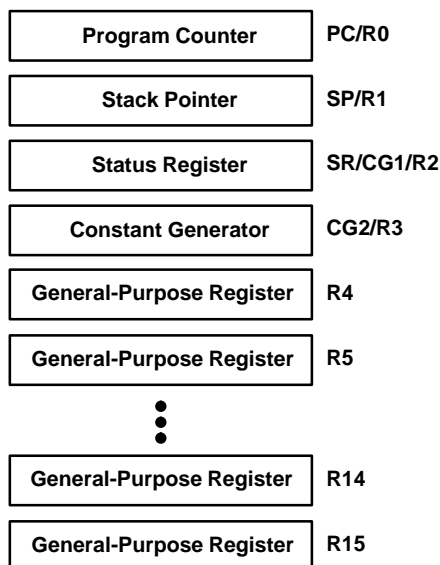 Program Counter PC/R0
Stack Pointer SP/R1
Status Register SR/CG1/R2
Constant Generator CG2/R3
General-Purpose Register R4
General-Purpose Register R5
General-Purpose Register R14
General-Purpose Register R15